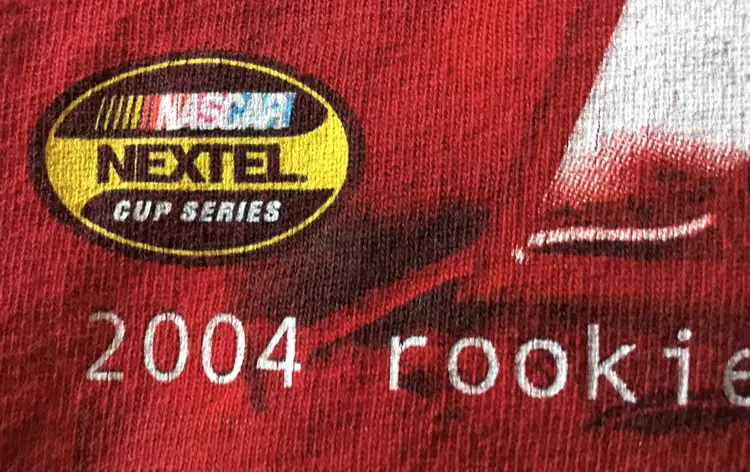 NASCAR
NEXTEL
CUP SERIES
2004 rookie